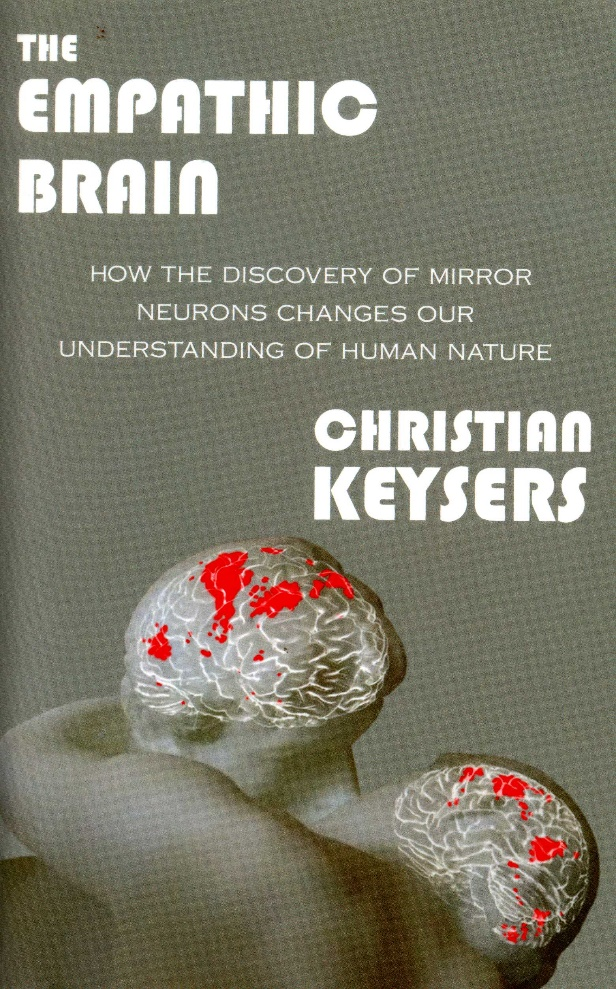 THE
EMPATHIC
BRAIN
HOW THE DISCOVERY OF MIRROR
NEURONS CHANGES OUR
UNDERSTANDING OF HUMAN NATURE
CHRISTIAN
KEYSERS